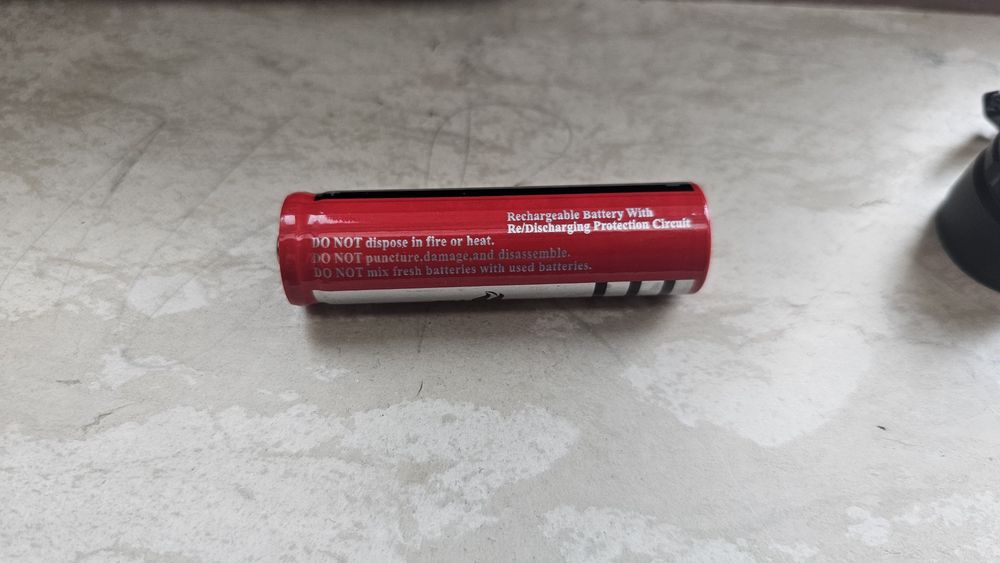 Rechargeable Battery With
Re/Discharging Protection Circuit
DO NOT dispose in fire or heat.
DO NOT puncture,damage,and disassemble.
DO NOT mix fresh batteries with used batteries.